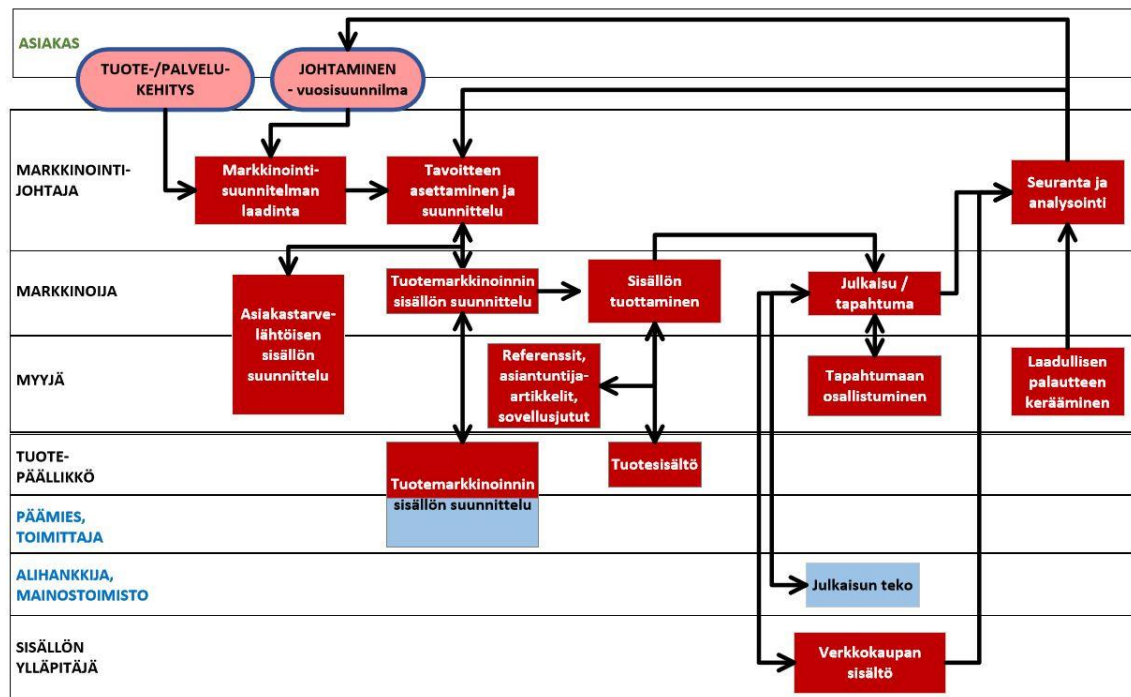 ASIAKAS
TUOTE-/PALVELU-
KEHITYS
JOHTAMINEN
- vuosisuunnilma
MARKKINOINTI-
JOHTAJA
Markkinointi-
suunnitelman
laadinta
Tavoitteen
asettaminen ja
suunnittelu
Seuranta ja
analysointi
MARKKINOIJA
Asiakastarve-
lähtöisen
sisällön
suunnittelu
Tuotemarkkinoinnin
sisällön suunnittelu
Sisällön
tuottaminen
Julkaisu /
tapahtuma
MYYJÄ
Referenssit,
asiantuntija-
artikkelit,
sovellusjutut
Tapahtumaan
osallistuminen
Laadullisen
palautteen
kerääminen
TUOTE-
PÄÄLLIKKÖ
Tuotemarkkinoinnin
sisällön suunnittelu
Tuotesisältö
PÄÄMIES,
TOIMITTAJA
ALIHANKKIJA,
MAINOSTOIMISTO
Julkaisun teko
SISÄLLÖN
YLLÄPITÄJÄ
Verkkokaupan
sisältö